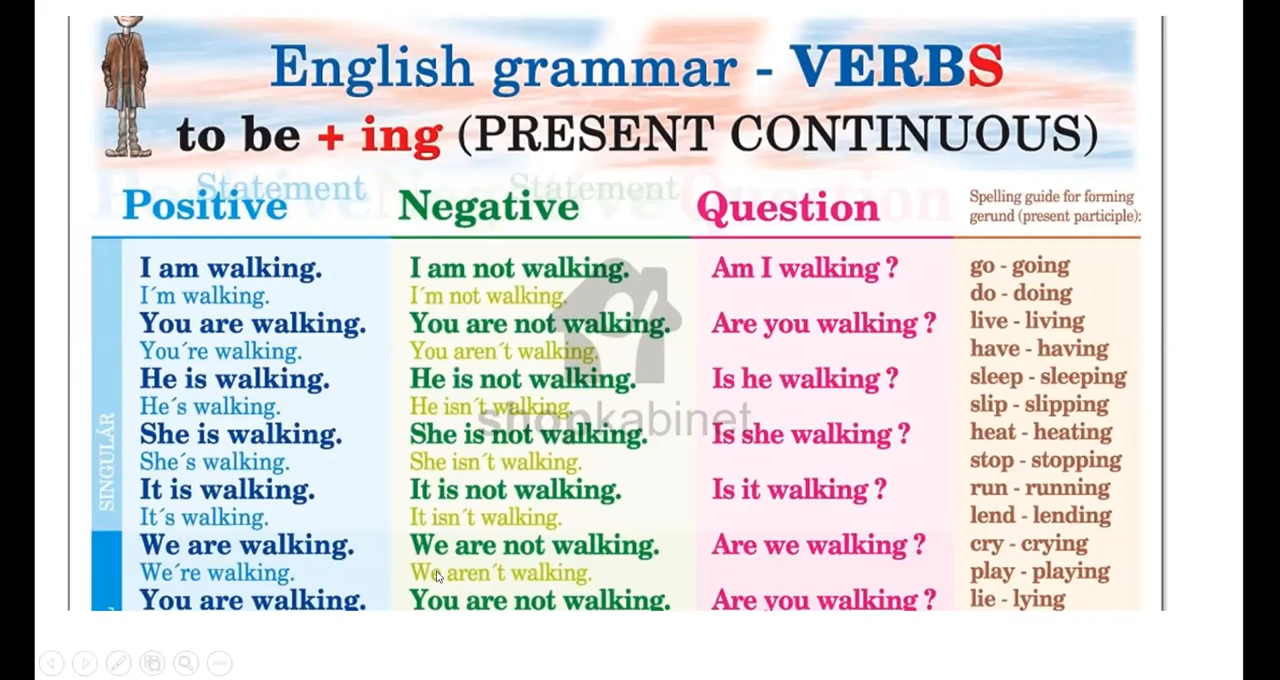 English grammar - VERBS
to be + ing (PRESENT CONTINUOUS)
Statement
Statement
Positive
Negative
Question
Spelling guide for forming
gerund (present participle):
SINGULÁR
I am walking.
I´m walking.
You are walking.
You´re walking.
He is walking.
He´s walking.
She is walking.
She´s walking.
It is walking.
It´s walking.
We are walking.
We´re walking.
You are walking.
I am not walking.
I´m not walking.
You are not walking.
You aren´t walking.
He is not walking.
He isn´t walking.
She is not walking.
She isn´t walking.
It is not walking.
It isn´t walking.
We are not walking.
We aren´t walking.
You are not walking.
Am I walking ?
Are you walking ?
Is he walking ?
Is she walking ?
Is it walking ?
Are we walking ?
Are you walking ?
go - going
do - doing
live - living
have - having
sleep - sleeping
slip - slipping
heat - heating
stop - stopping
run - running
lend - lending
cry - crying
play - playing
lie - lying
shopkabinet